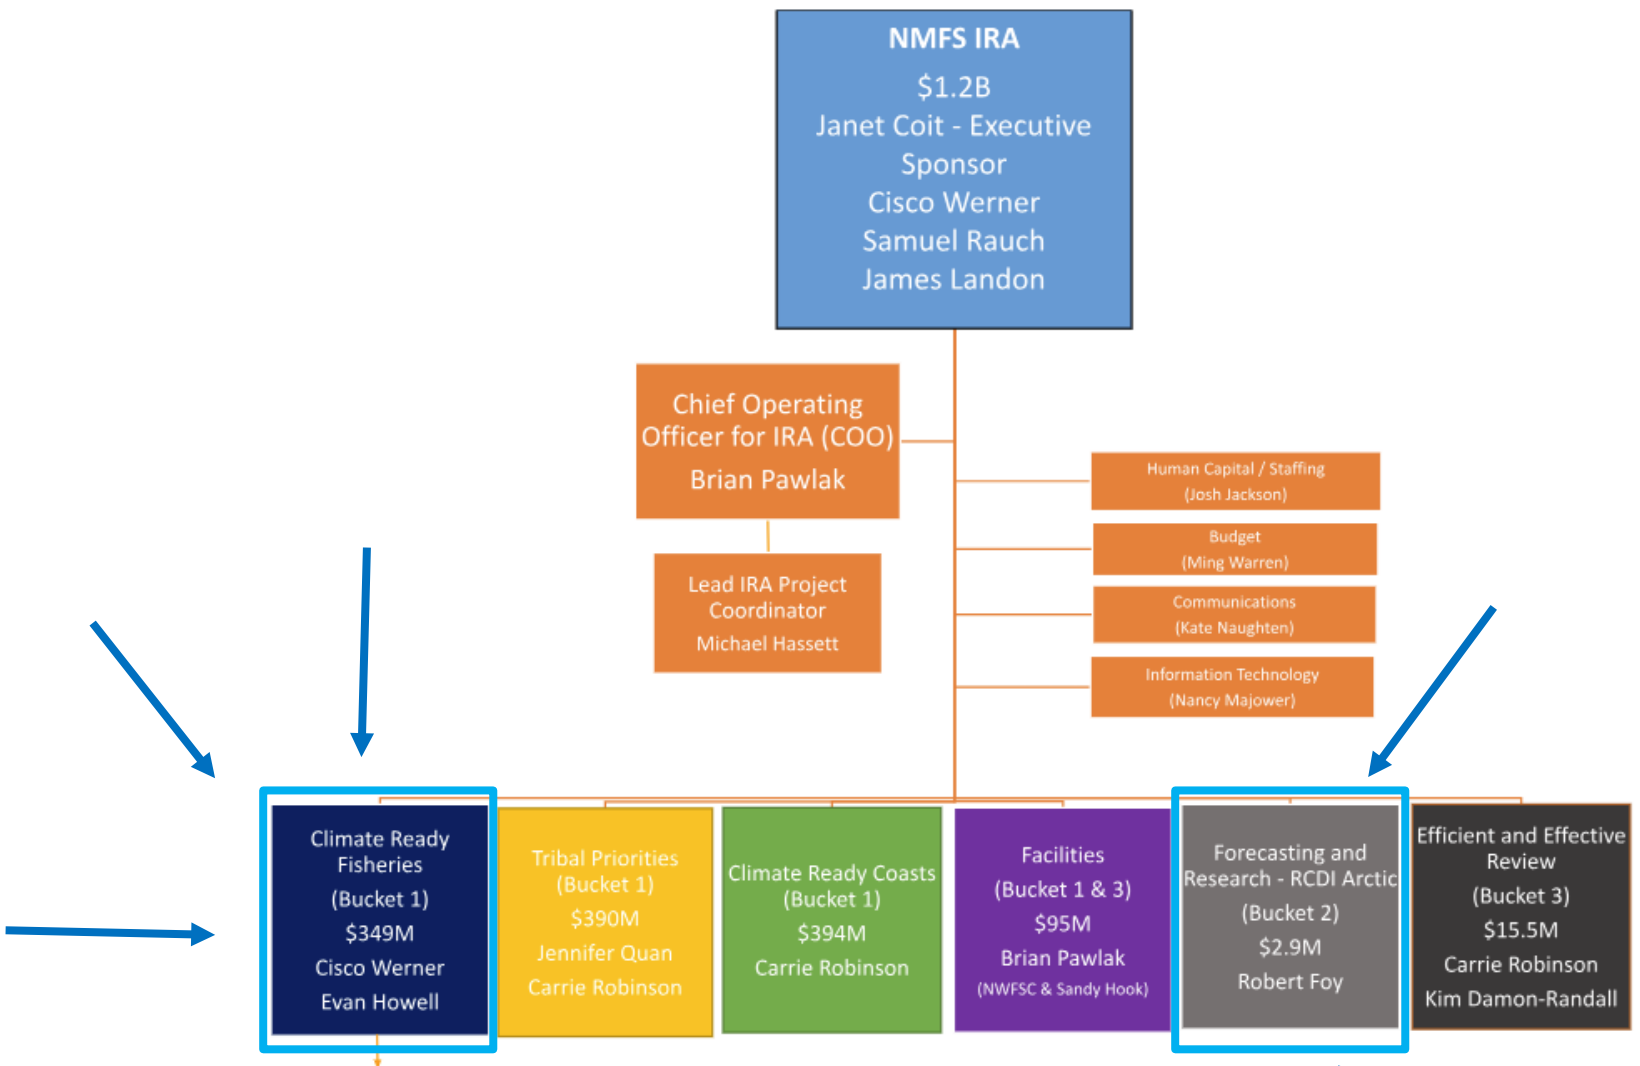 NMFS IRA
$1.2B
Janet Coit - Executive
Sponsor
Cisco Werner
Samuel Rauch
James Landon
Chief Operating
Officer for IRA (COO)
Brian Pawlak
Lead IRA Project
Coordinator
Michael Hassett
Human Capital / Staffing
(Josh Jackson)
Budget
(Ming Warren)
Communications
(Kate Naughten)
Information Technology
(Nancy Majower)
Climate Ready
Fisheries
(Bucket 1)
$349M
Cisco Werner
Evan Howell
Tribal Priorities
(Bucket 1)
$390M
Jennifer Quan
Carrie Robinson
Climate Ready Coasts
(Bucket 1)
$394M
Carrie Robinson
Facilities
(Bucket 1 & 3)
$95M
Brian Pawlak
(NWFSC & Sandy Hook)
Forecasting and
Research - RCDI Arctic
(Bucket 2)
$2.9M
Robert Foy
Efficient and Effective
Review
(Bucket 3)
$15.5M
Carrie Robinson
Kim Damon-Randall